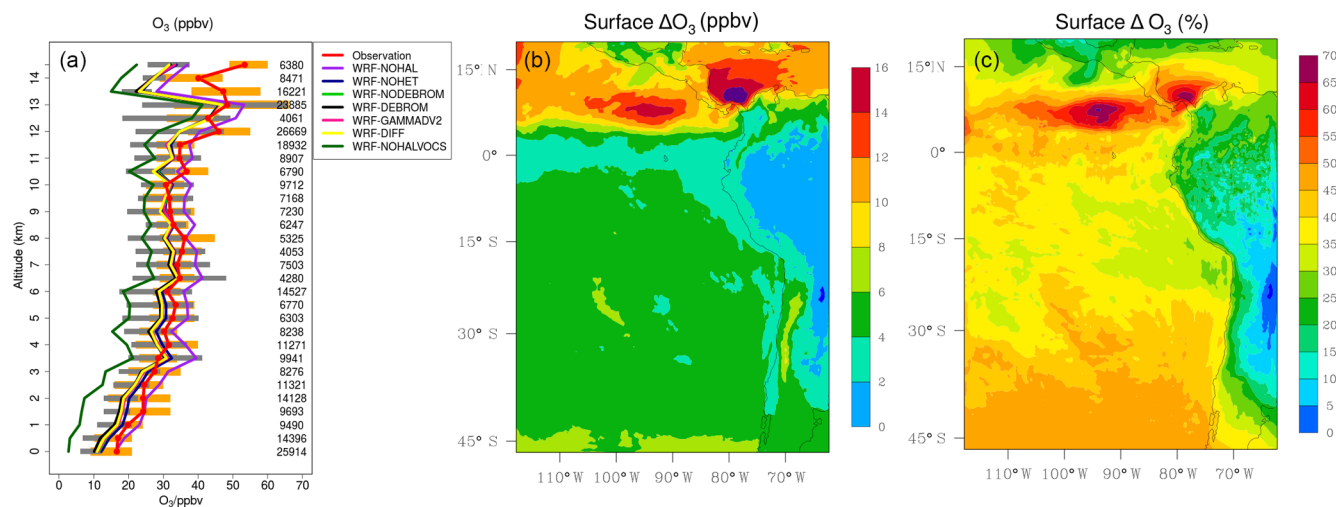 O₃ (ppbv)
(a)
Altitude (km)
14
13
12
11
10
9
8
7
6
5
4
3
2
1
0
6380
8471
16221
23885
4061
26669
18932
8907
6790
9712
7168
7230
6247
5325
4053
7503
4280
14527
6770
6303
8238
11271
9941
8276
11321
14128
9693
9490
14396
25914
0 10 20 30 40 50 60 70
O₃/ppbv
Observation
WRF-NOHAL
WRF-NOHET
WRF-NODEBROM
WRF-DEBROM
WRF-GAMMADV2
WRF-DIFF
WRF-NOHALVOCS
Surface ΔO₃ (ppbv)
(b)
15° N
0°
15° S
30° S
45° S
110° W 100° W 90° W 80° W 70° W
16
14
12
10
8
6
4
2
0
Surface Δ O₃ (%)
(c)
15° N
0°
15° S
30° S
45° S
110° W 100° W 90° W 80° W 70° W
70
65
60
55
50
45
40
35
30
25
20
15
10
5
0